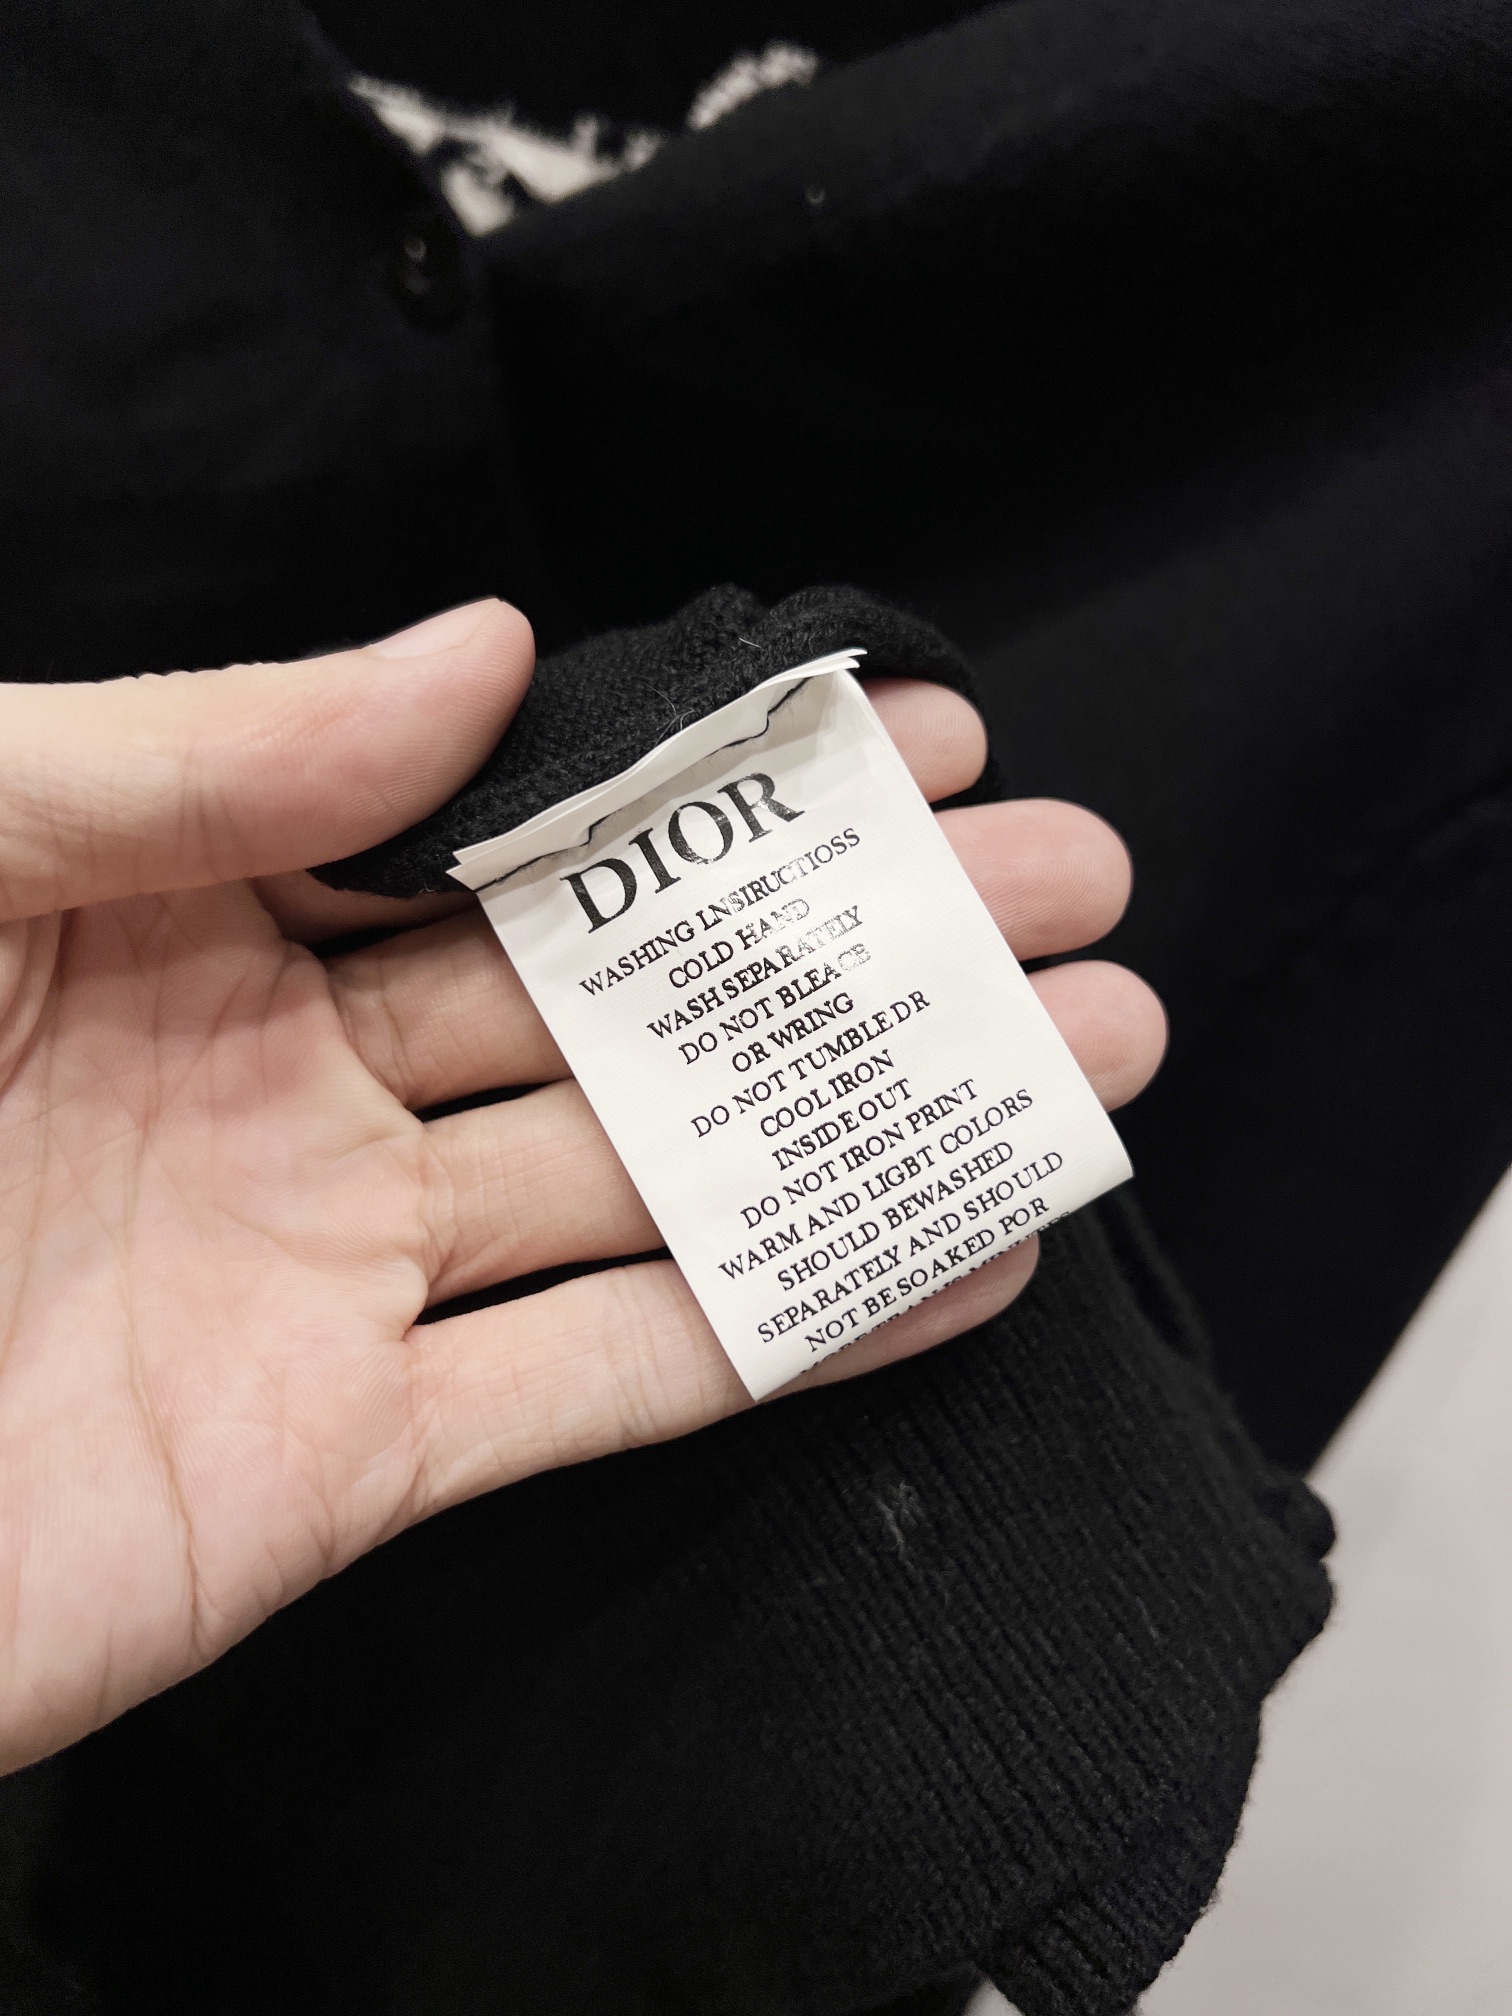 DIOR
WASHING LNSIRUCTIOSS
COLD HAND
WASH SEPARATELY
DO NOT BLEACB
OR WRING
DO NOT TUMBLE DR
COOL IRON
INSIDE OUT
DO NOT IRON PRINT
WARM AND LIGBT COLORS
SHOULD BEWASHED
SEPARATELY AND SHOULD
NOT BE SOAKED POR